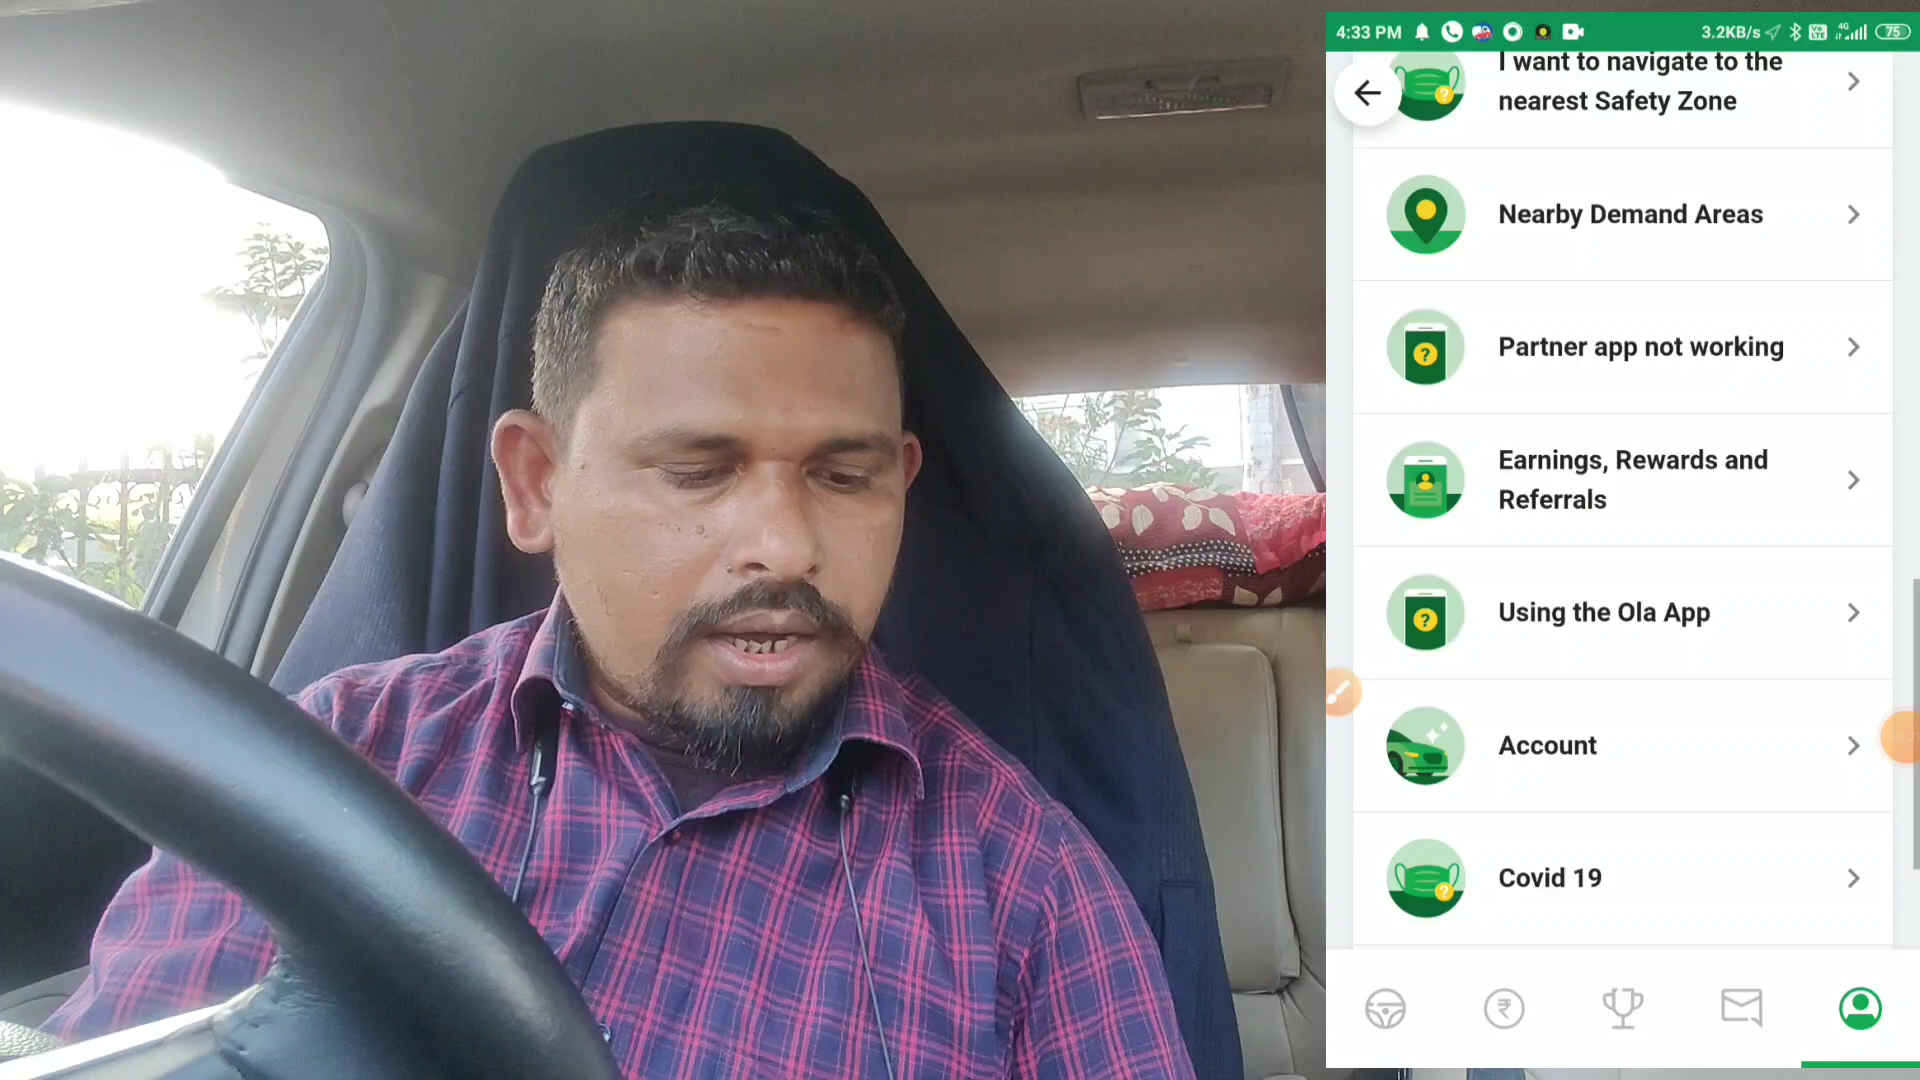 4:33 PM
3.2KB/s 4G 75
I want to navigate to the
nearest Safety Zone
Nearby Demand Areas
Partner app not working
Earnings, Rewards and
Referrals
Using the Ola App
Account
Covid 19